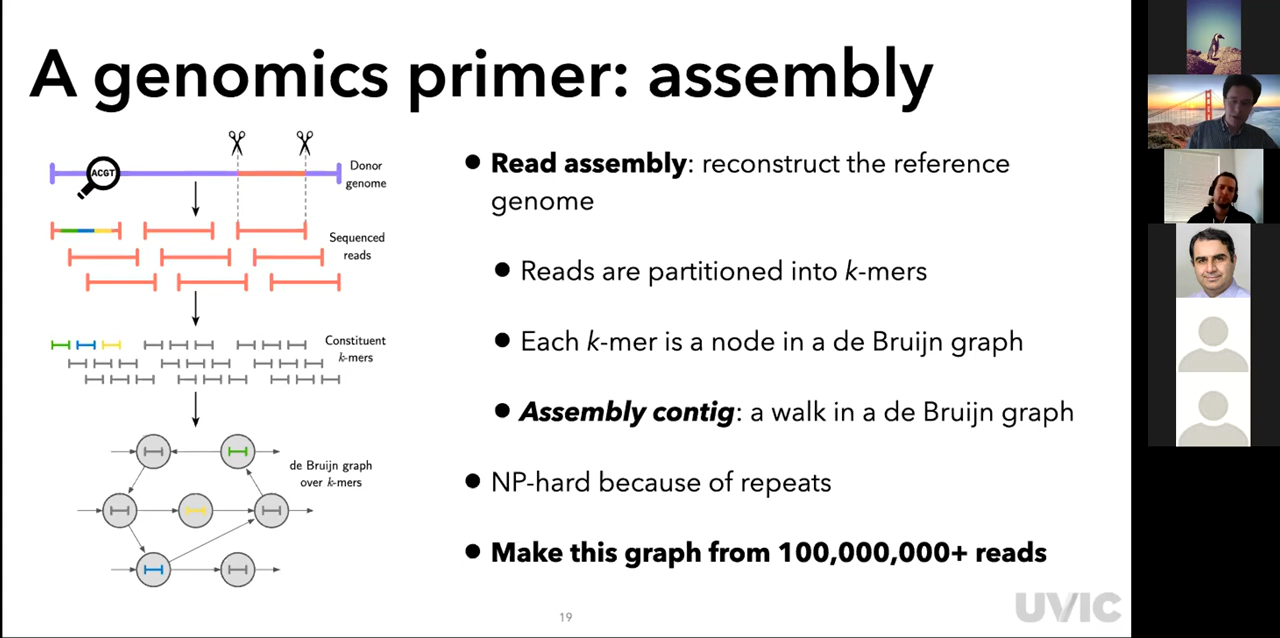 A genomics primer: assembly
ACGT
Donor
genome
Sequenced
reads
Constituent
k-mers
de Bruijn graph
over k-mers
● Read assembly: reconstruct the reference
genome
● Reads are partitioned into k-mers
● Each k-mer is a node in a de Bruijn graph
● Assembly contig: a walk in a de Bruijn graph
● NP-hard because of repeats
● Make this graph from 100,000,000+ reads
19
UVIC